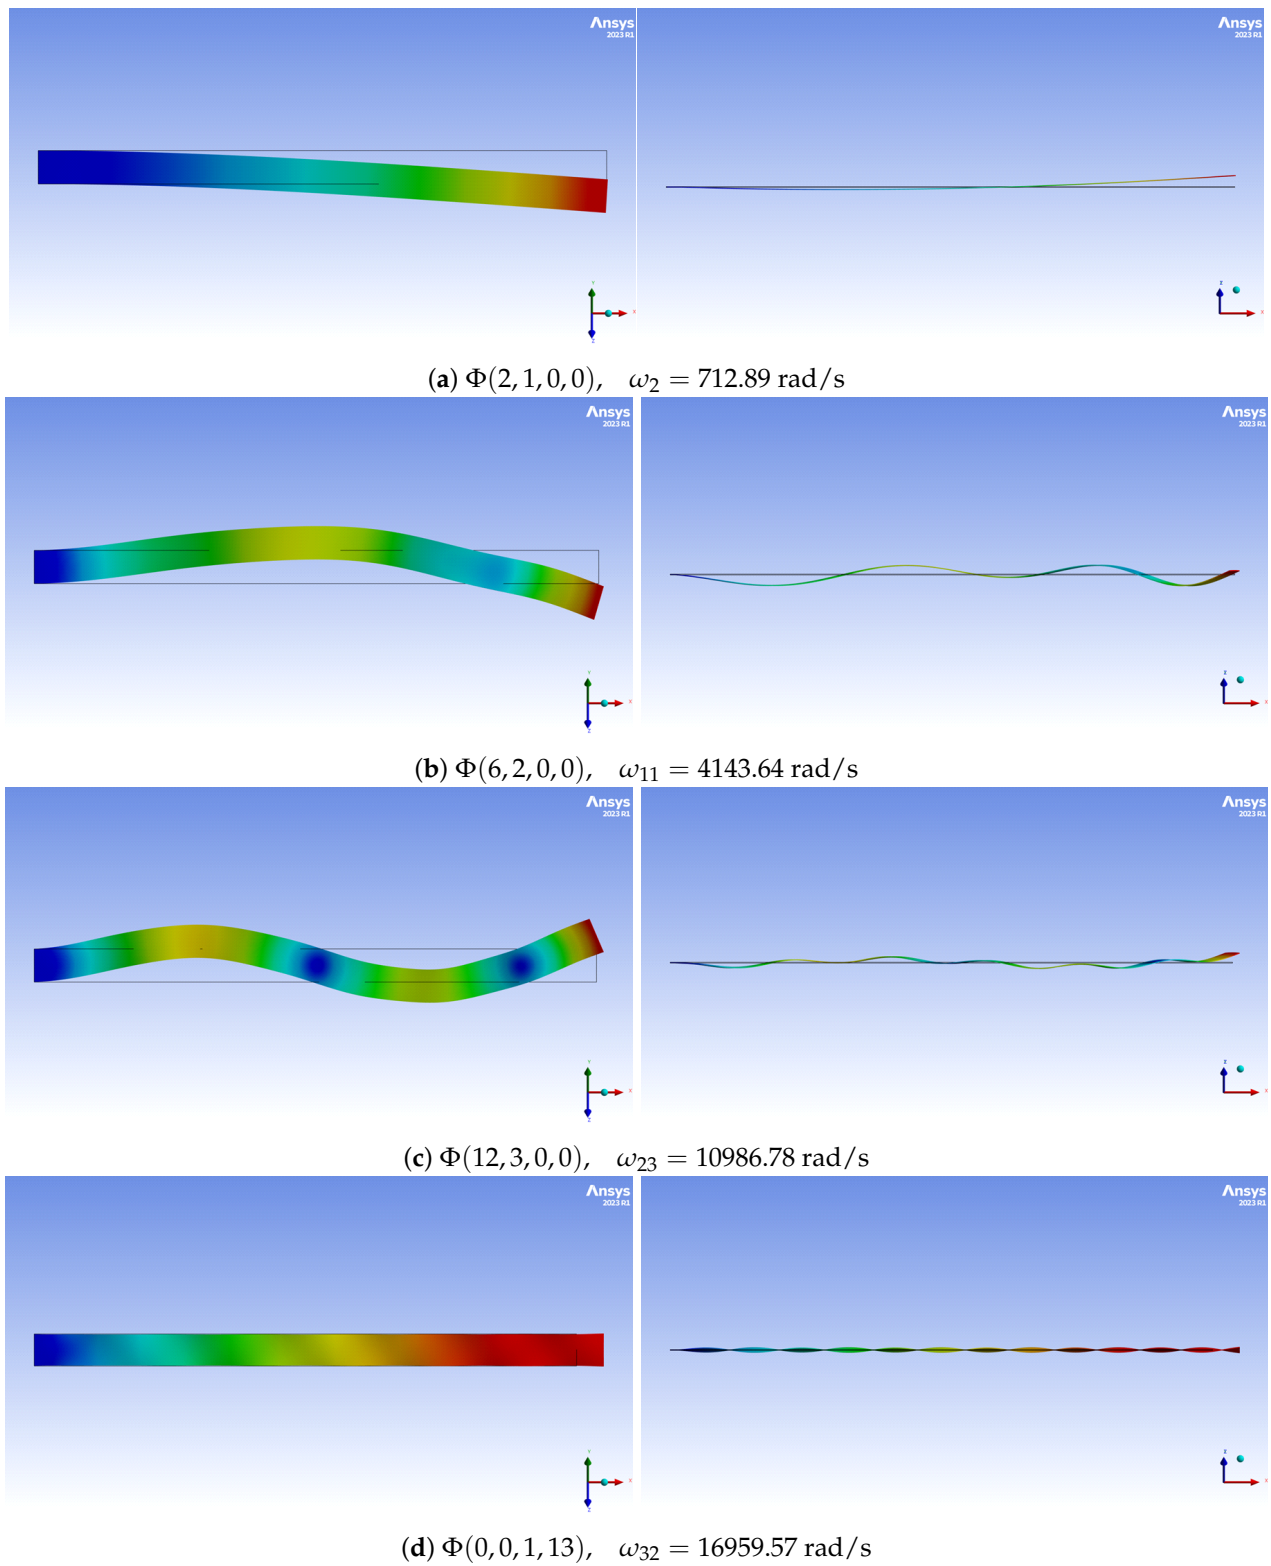 Ansys
2023 R1
Ansys
2023 R1
Y
X
Z
Z
X
(a) Φ(2, 1, 0, 0), ω₂ = 712.89 rad/s
Ansys
2023 R1
Ansys
2023 R1
Y
X
Z
Z
X
(b) Φ(6, 2, 0, 0), ω₁₁ = 4143.64 rad/s
Ansys
2023 R1
Ansys
2023 R1
Y
X
Z
Z
X
(c) Φ(12, 3, 0, 0), ω₂₃ = 10986.78 rad/s
Ansys
2023 R1
Ansys
2023 R1
Y
X
Z
Z
X
(d) Φ(0, 0, 1, 13), ω₃₂ = 16959.57 rad/s